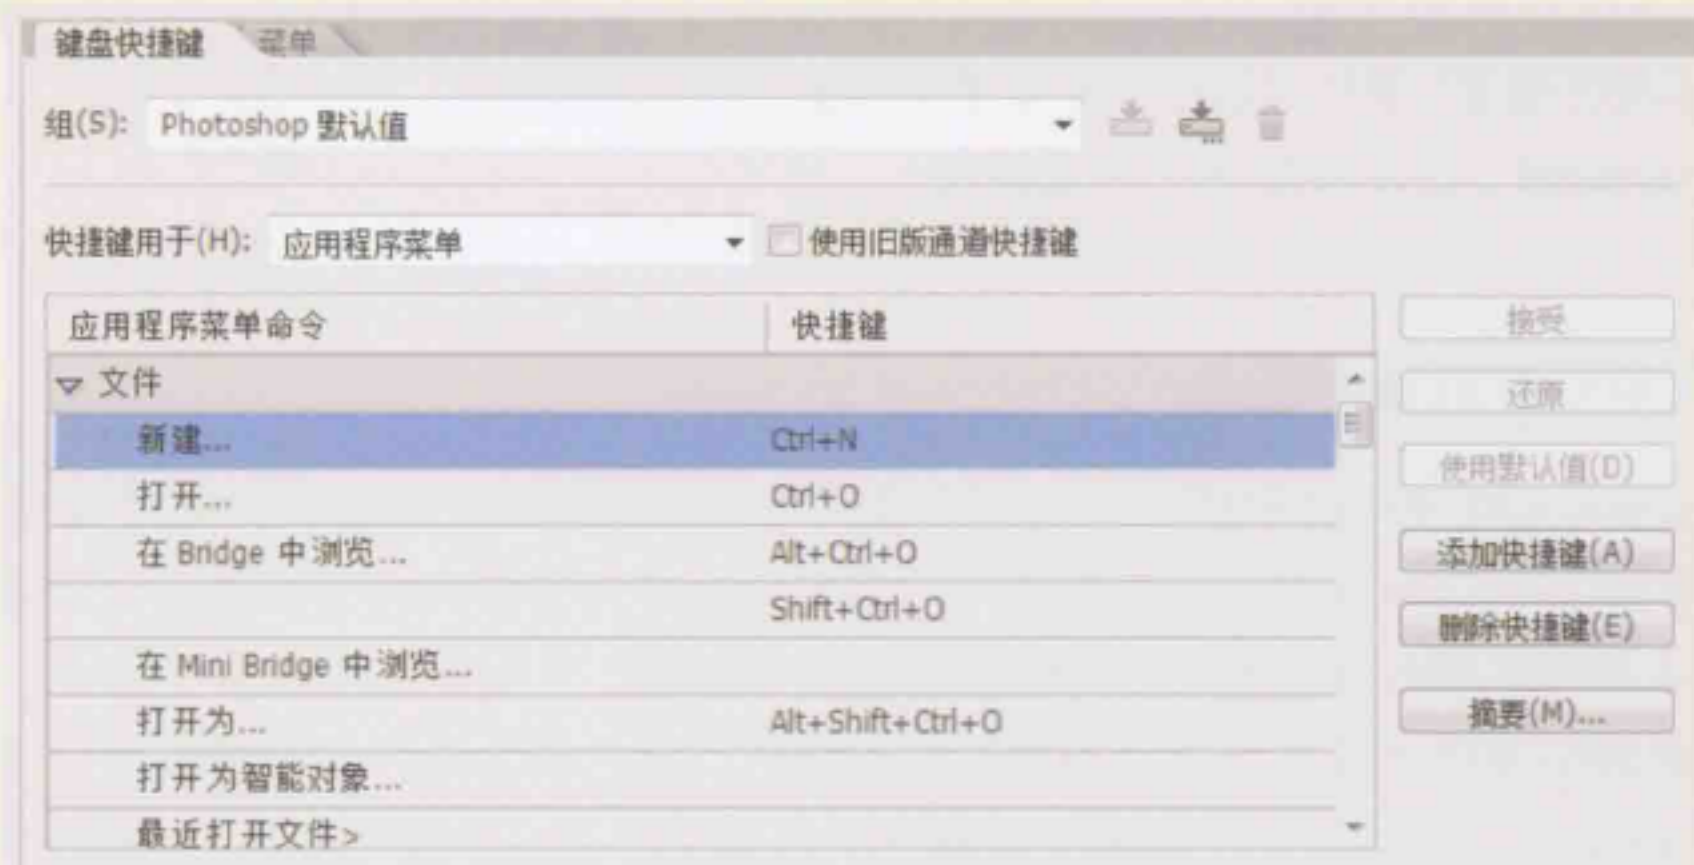 键盘快捷键 菜单
组(S): Photoshop 默认值
快捷键用于(H): 应用程序菜单 使用旧版通道快捷键
应用程序菜单命令 快捷键 接受
文件
还原
新建... Ctrl+N
使用默认值(D)
打开... Ctrl+O
在 Bridge 中浏览... Alt+Ctrl+O 添加快捷键(A)
Shift+Ctrl+O 删除快捷键(E)
在 Mini Bridge 中浏览...
打开为... Alt+Shift+Ctrl+O 摘要(M)...
打开为智能对象...
最近打开文件>